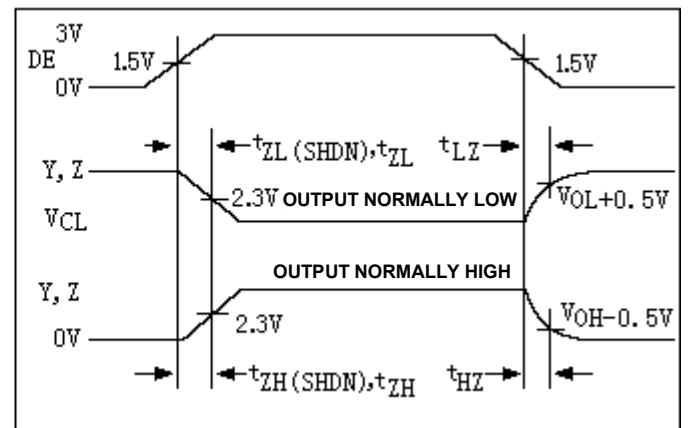 3V
DE 1.5V 1.5V
0V
tZL(SHDN),tZL tLZ
Y, Z
2.3V OUTPUT NORMALLY LOW VOL+0.5V
VCL
OUTPUT NORMALLY HIGH
Y, Z
2.3V VOH-0.5V
0V
tZH(SHDN),tZH tHZ